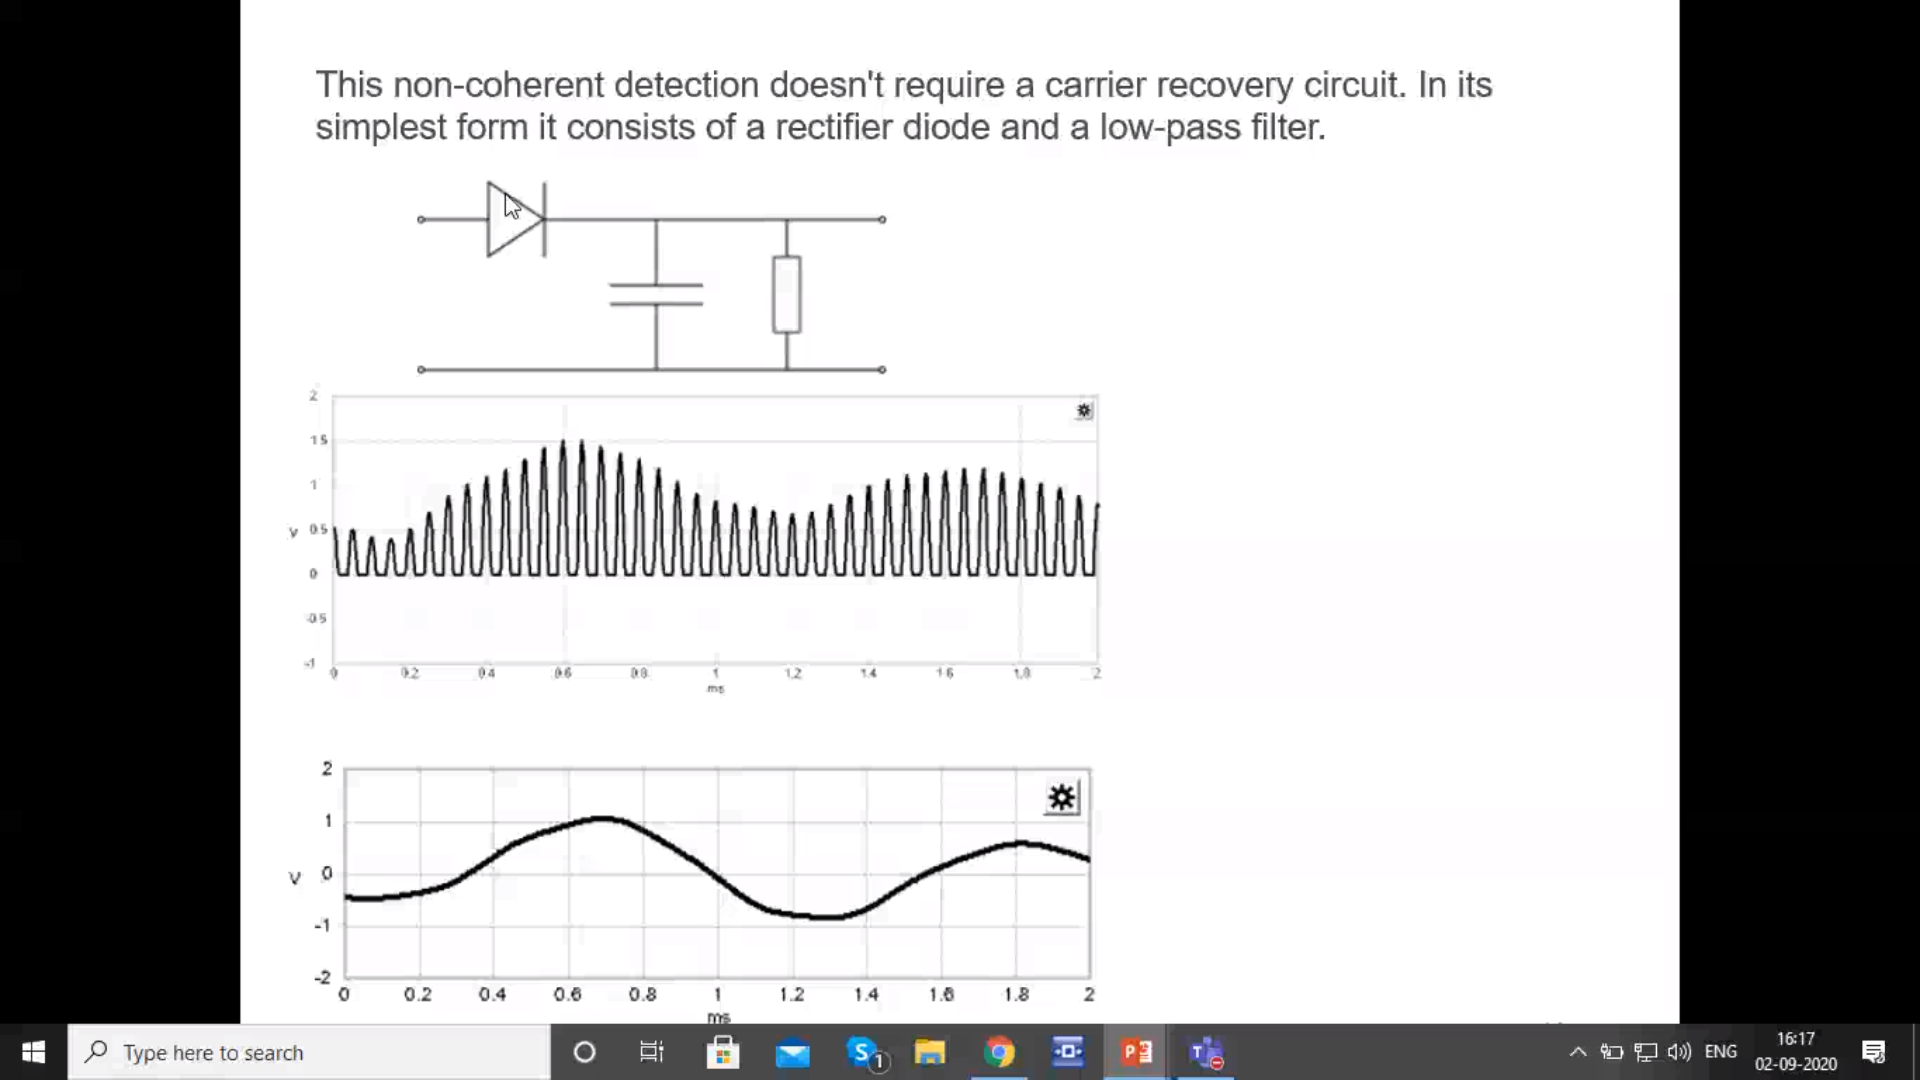 This non-coherent detection doesn't require a carrier recovery circuit. In its
simplest form it consists of a rectifier diode and a low-pass filter.
2
1.5
1
V 0.5
0
-0.5
-1
0 0.2 0.4 0.6 0.8 1 1.2 1.4 1.6 1.8 2
ms
2
1
V 0
-1
-2
0 0.2 0.4 0.6 0.8 1 1.2 1.4 1.6 1.8 2
ms
Type here to search
S 1
P
T
ENG
16:17
02-09-2020